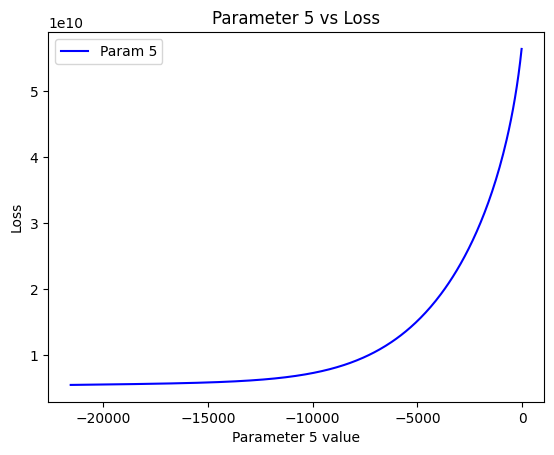 Parameter 5 vs Loss
1e10
Param 5
5
4
3
2
1
Loss
−20000
−15000
−10000
−5000
0
Parameter 5 value